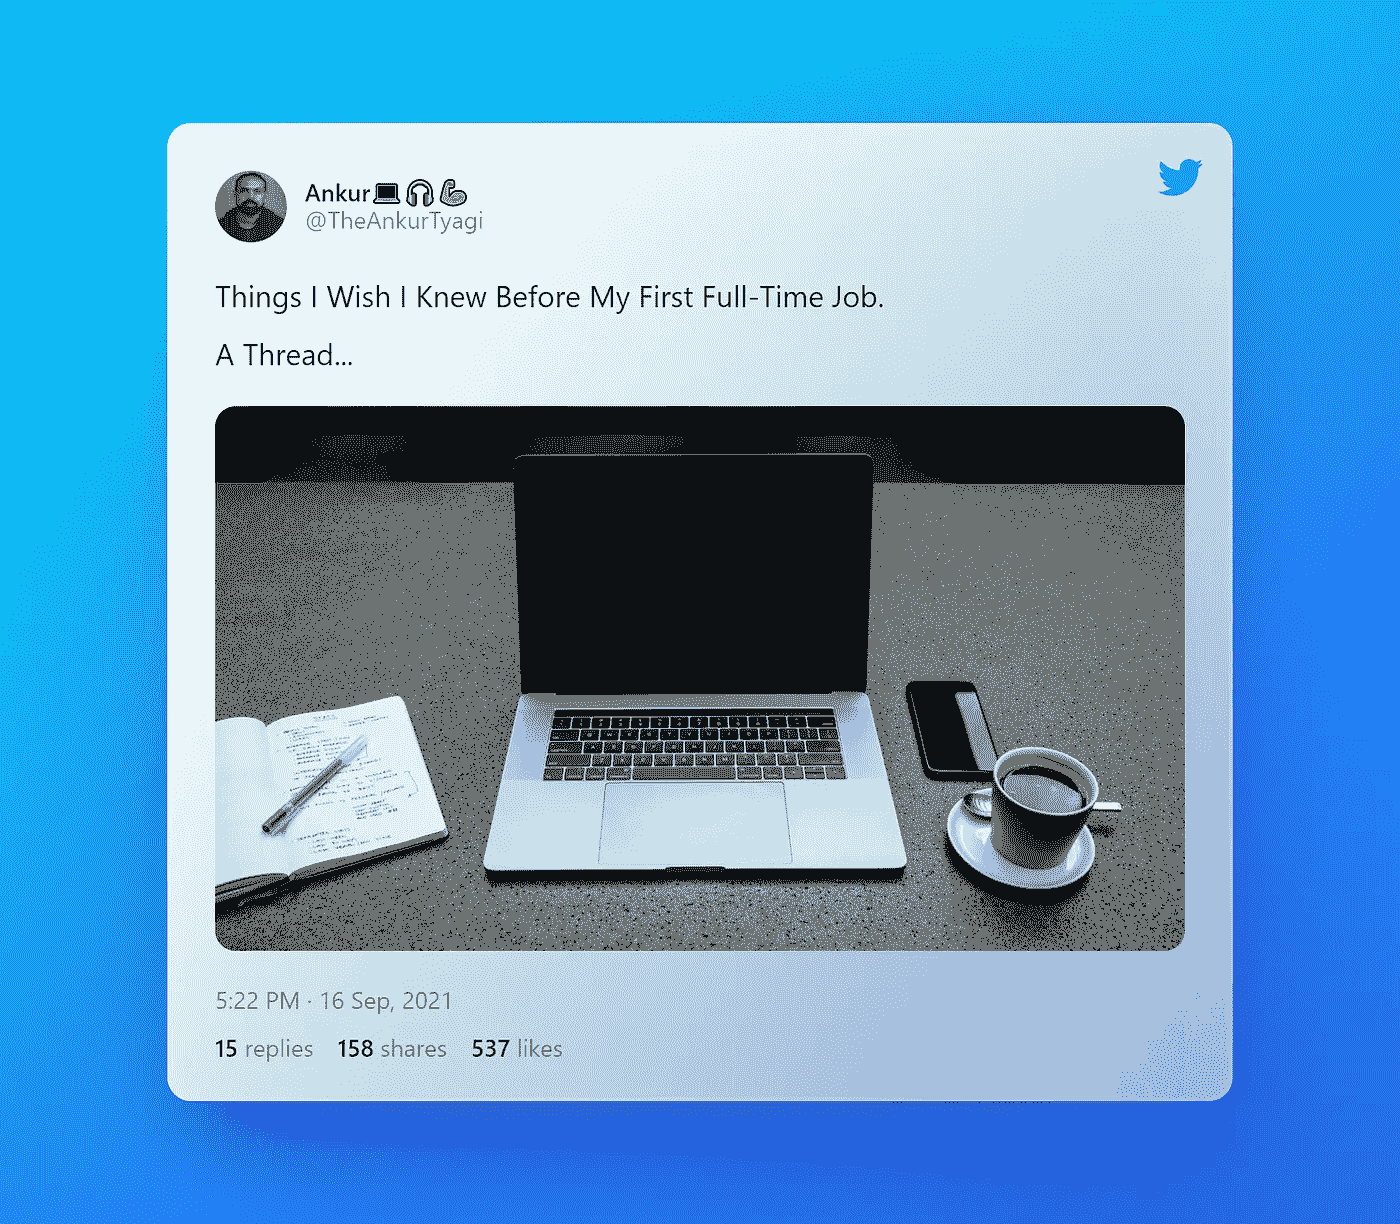 Ankur💻🎧💪
@TheAnkurTyagi
Things I Wish I Knew Before My First Full-Time Job.
A Thread...
5:22 PM · 16 Sep, 2021
15 replies 158 shares 537 likes